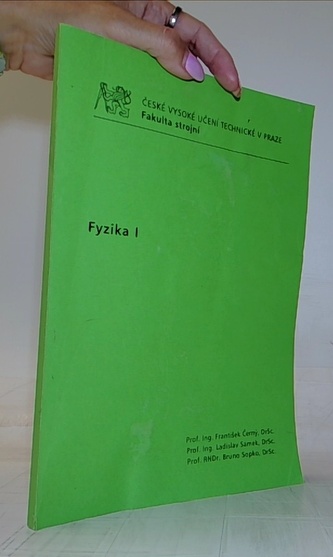 ČESKÉ VYSOKÉ UČENÍ TECHNICKÉ V PRAZE
Fakulta strojní
Fyzika I
Prof. Ing. František Černý, DrSc.
Prof. Ing. Ladislav Samek, DrSc.
Prof. RNDr. Bruno Sopko, DrSc.